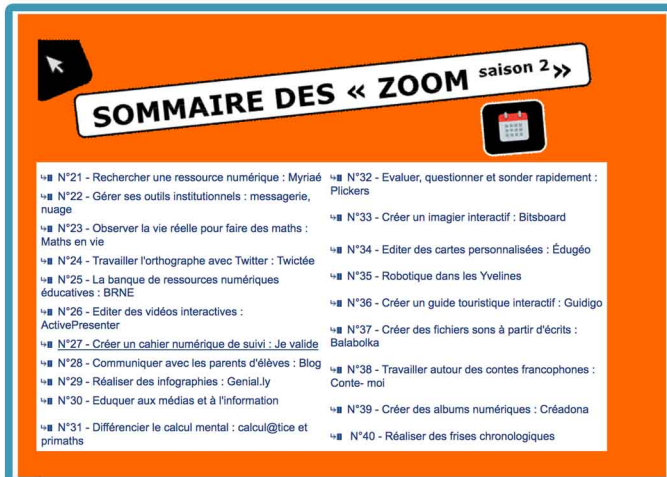 SOMMAIRE DES « ZOOM saison 2 »
N°21 - Rechercher une ressource numérique : Myriaé
N°22 - Gérer ses outils institutionnels : messagerie,
nuage
N°23 - Observer la vie réelle pour faire des maths :
Maths en vie
N°24 - Travailler l'orthographe avec Twitter : Twictée
N°25 - La banque de ressources numériques
éducatives : BRNE
N°26 - Editer des vidéos interactives :
ActivePresenter
N°27 - Créer un cahier numérique de suivi : Je valide
N°28 - Communiquer avec les parents d'élèves : Blog
N°29 - Réaliser des infographies : Genial.ly
N°30 - Eduquer aux médias et à l'information
N°31 - Différencier le calcul mental : calcul@tice et
primaths
N°32 - Evaluer, questionner et sonder rapidement :
Plickers
N°33 - Créer un imagier interactif : Bitsboard
N°34 - Editer des cartes personnalisées : Édugéo
N°35 - Robotique dans les Yvelines
N°36 - Créer un guide touristique interactif : Guidigo
N°37 - Créer des fichiers sons à partir d'écrits :
Balabolka
N°38 - Travailler autour des contes francophones :
Conte- moi
N°39 - Créer des albums numériques : Créadona
N°40 - Réaliser des frises chronologiques